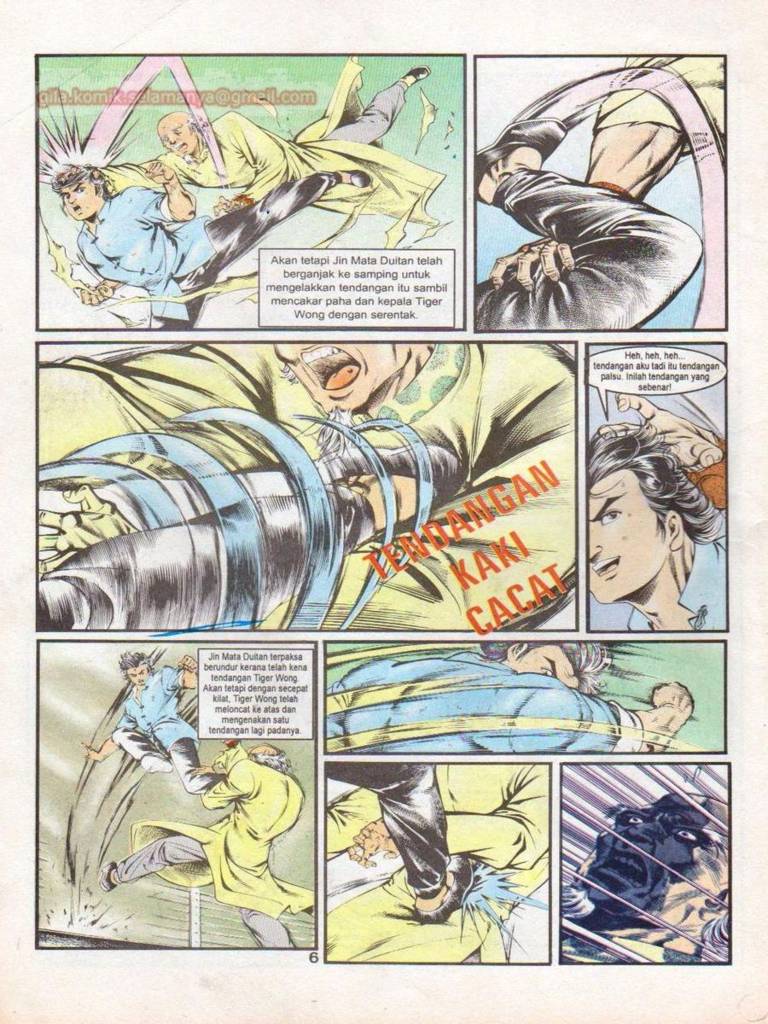 gila.komik.selamanya@gmail.com
Akan tetapi Jin Mata Duitan telah
berganjak ke samping untuk
mengelakkan tendangan itu sambil
mencakar paha dan kepala Tiger
Wong dengan serentak.
Heh, heh, heh...
tendangan aku tadi itu tendangan
palsu. Inilah tendangan yang
sebenar!
TENDANGAN
KAKI
CACAT
Jin Mata Duitan terpaksa
berundur kerana telah kena
tendangan Tiger Wong.
Akan tetapi dengan secepat
kilat, Tiger Wong telah
meloncat ke atas dan
mengenakan satu
tendangan lagi padanya.
6